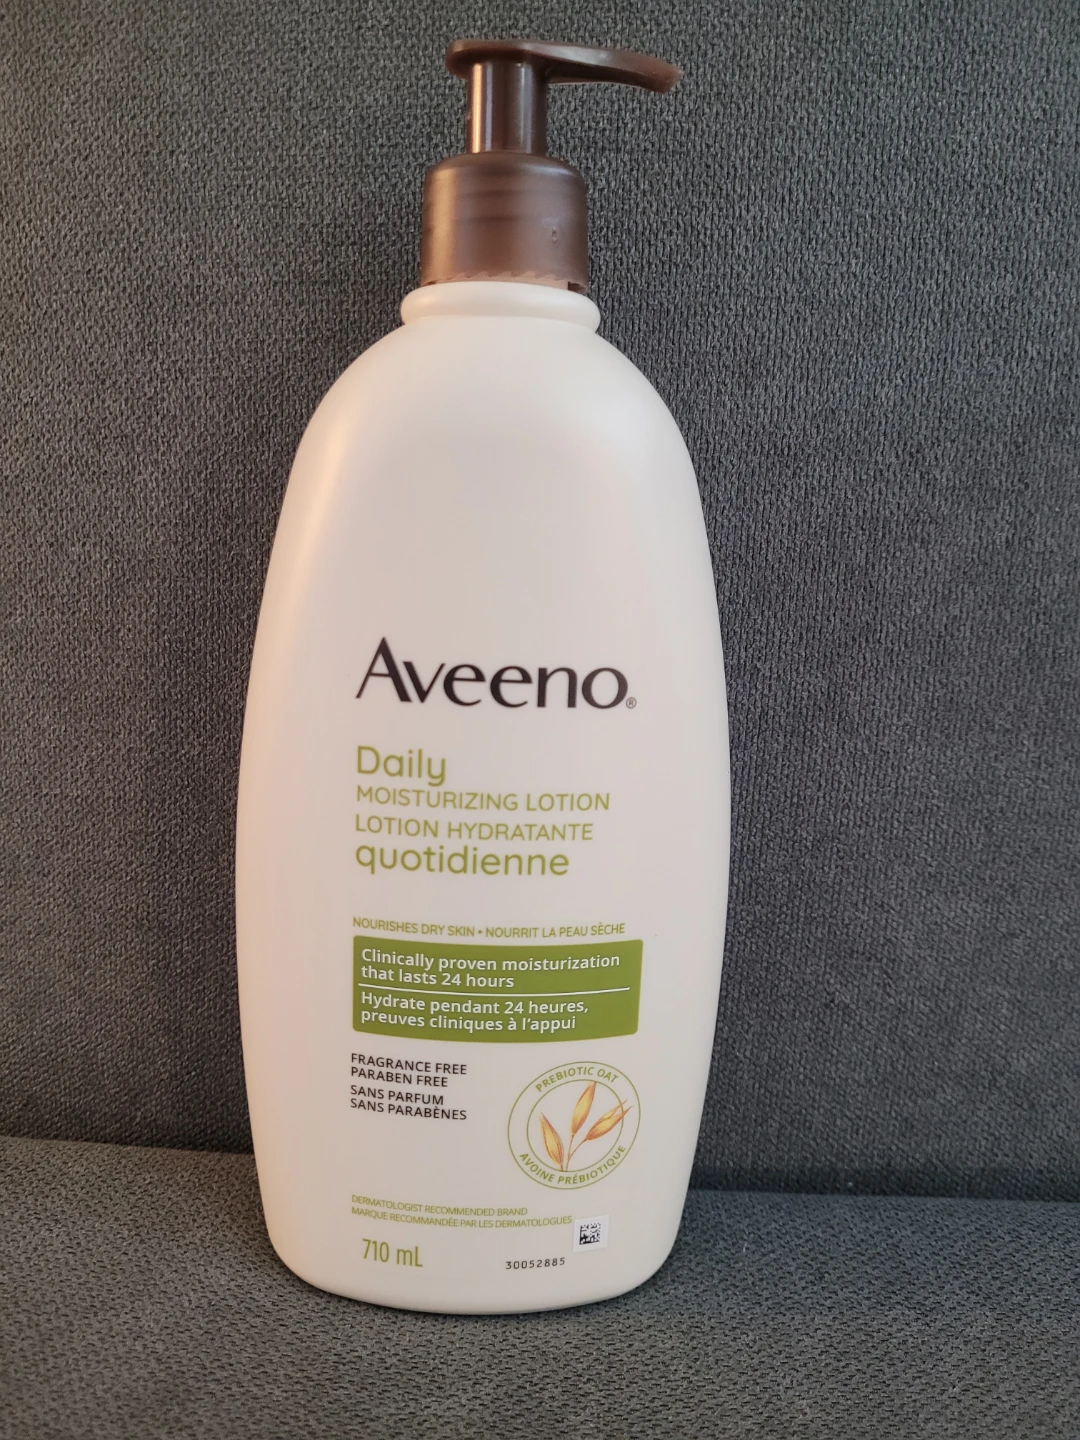 Aveeno®
Daily
MOISTURIZING LOTION
LOTION HYDRATANTE
quotidienne
NOURISHES DRY SKIN • NOURRIT LA PEAU SÈCHE
Clinically proven moisturization
that lasts 24 hours
Hydrate pendant 24 heures,
preuves cliniques à l'appui
FRAGRANCE FREE
PARABEN FREE
SANS PARFUM
SANS PARABÈNES
PREBIOTIC OAT
AVOINE PRÉBIOTIQUE
DERMATOLOGIST RECOMMENDED BRAND
MARQUE RECOMMANDÉE PAR LES DERMATOLOGUES
710 mL
30052885